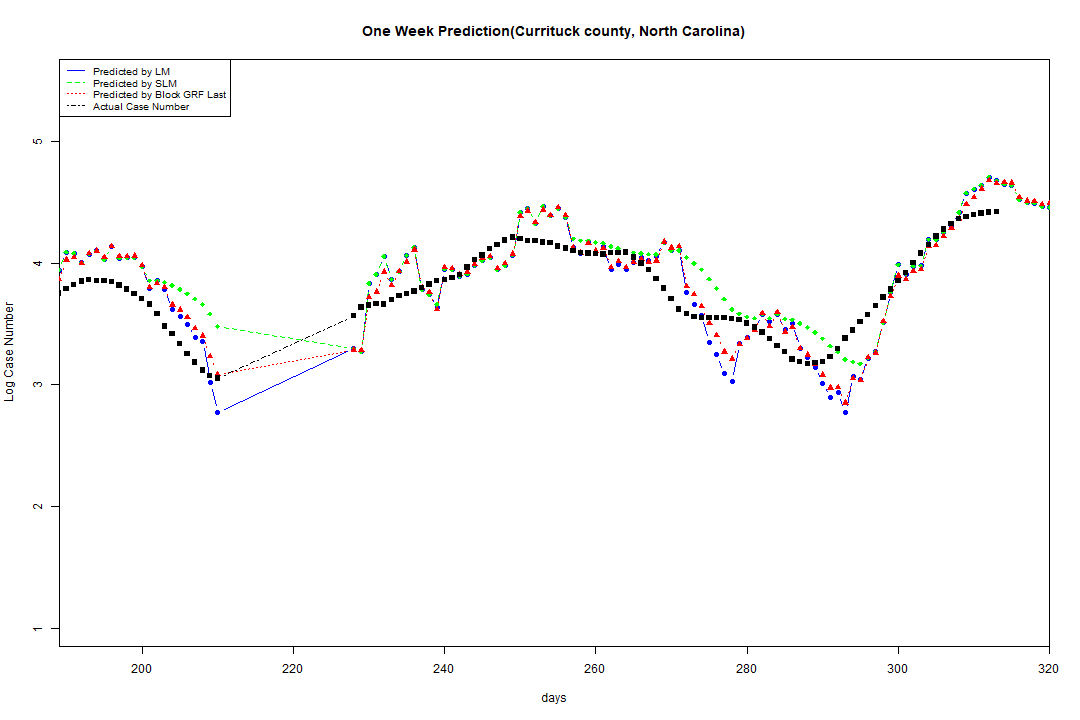 One Week Prediction(Currituck county, North Carolina)
Predicted by LM
Predicted by SLM
Predicted by Block GRF Last
Actual Case Number
5
4
3
2
1
Log Case Number
200 220 240 260 280 300 320
days